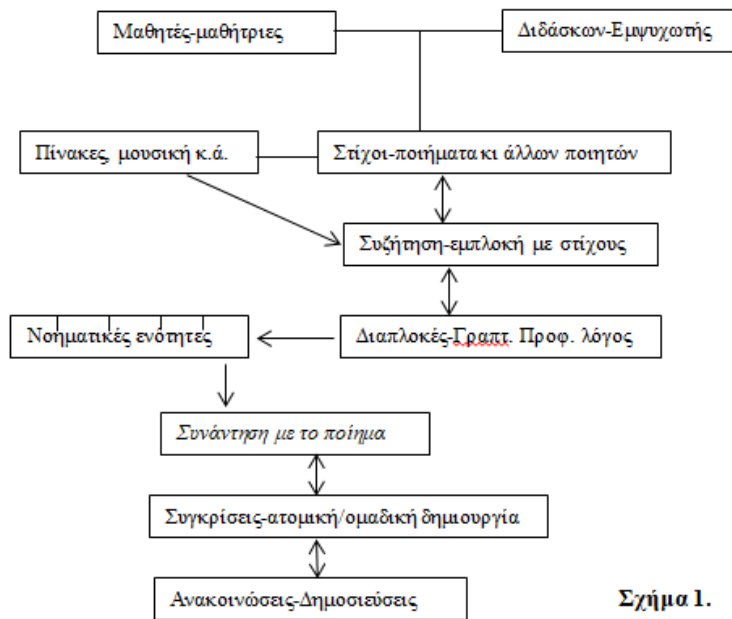 Μαθητές-μαθήτριες
Διδάσκων-Εμψυχωτής
Πίνακες, μουσική κ.ά.
Στίχοι-ποιήματα κι άλλων ποιητών
Συζήτηση-εμπλοκή με στίχους
Νοηματικές ενότητες
Διαπλοκές-Γραπτ. Προφ. λόγος
Συνάντηση με το ποίημα
Συγκρίσεις-ατομική/ομαδική δημιουργία
Ανακοινώσεις-Δημοσιεύσεις
Σχήμα 1.